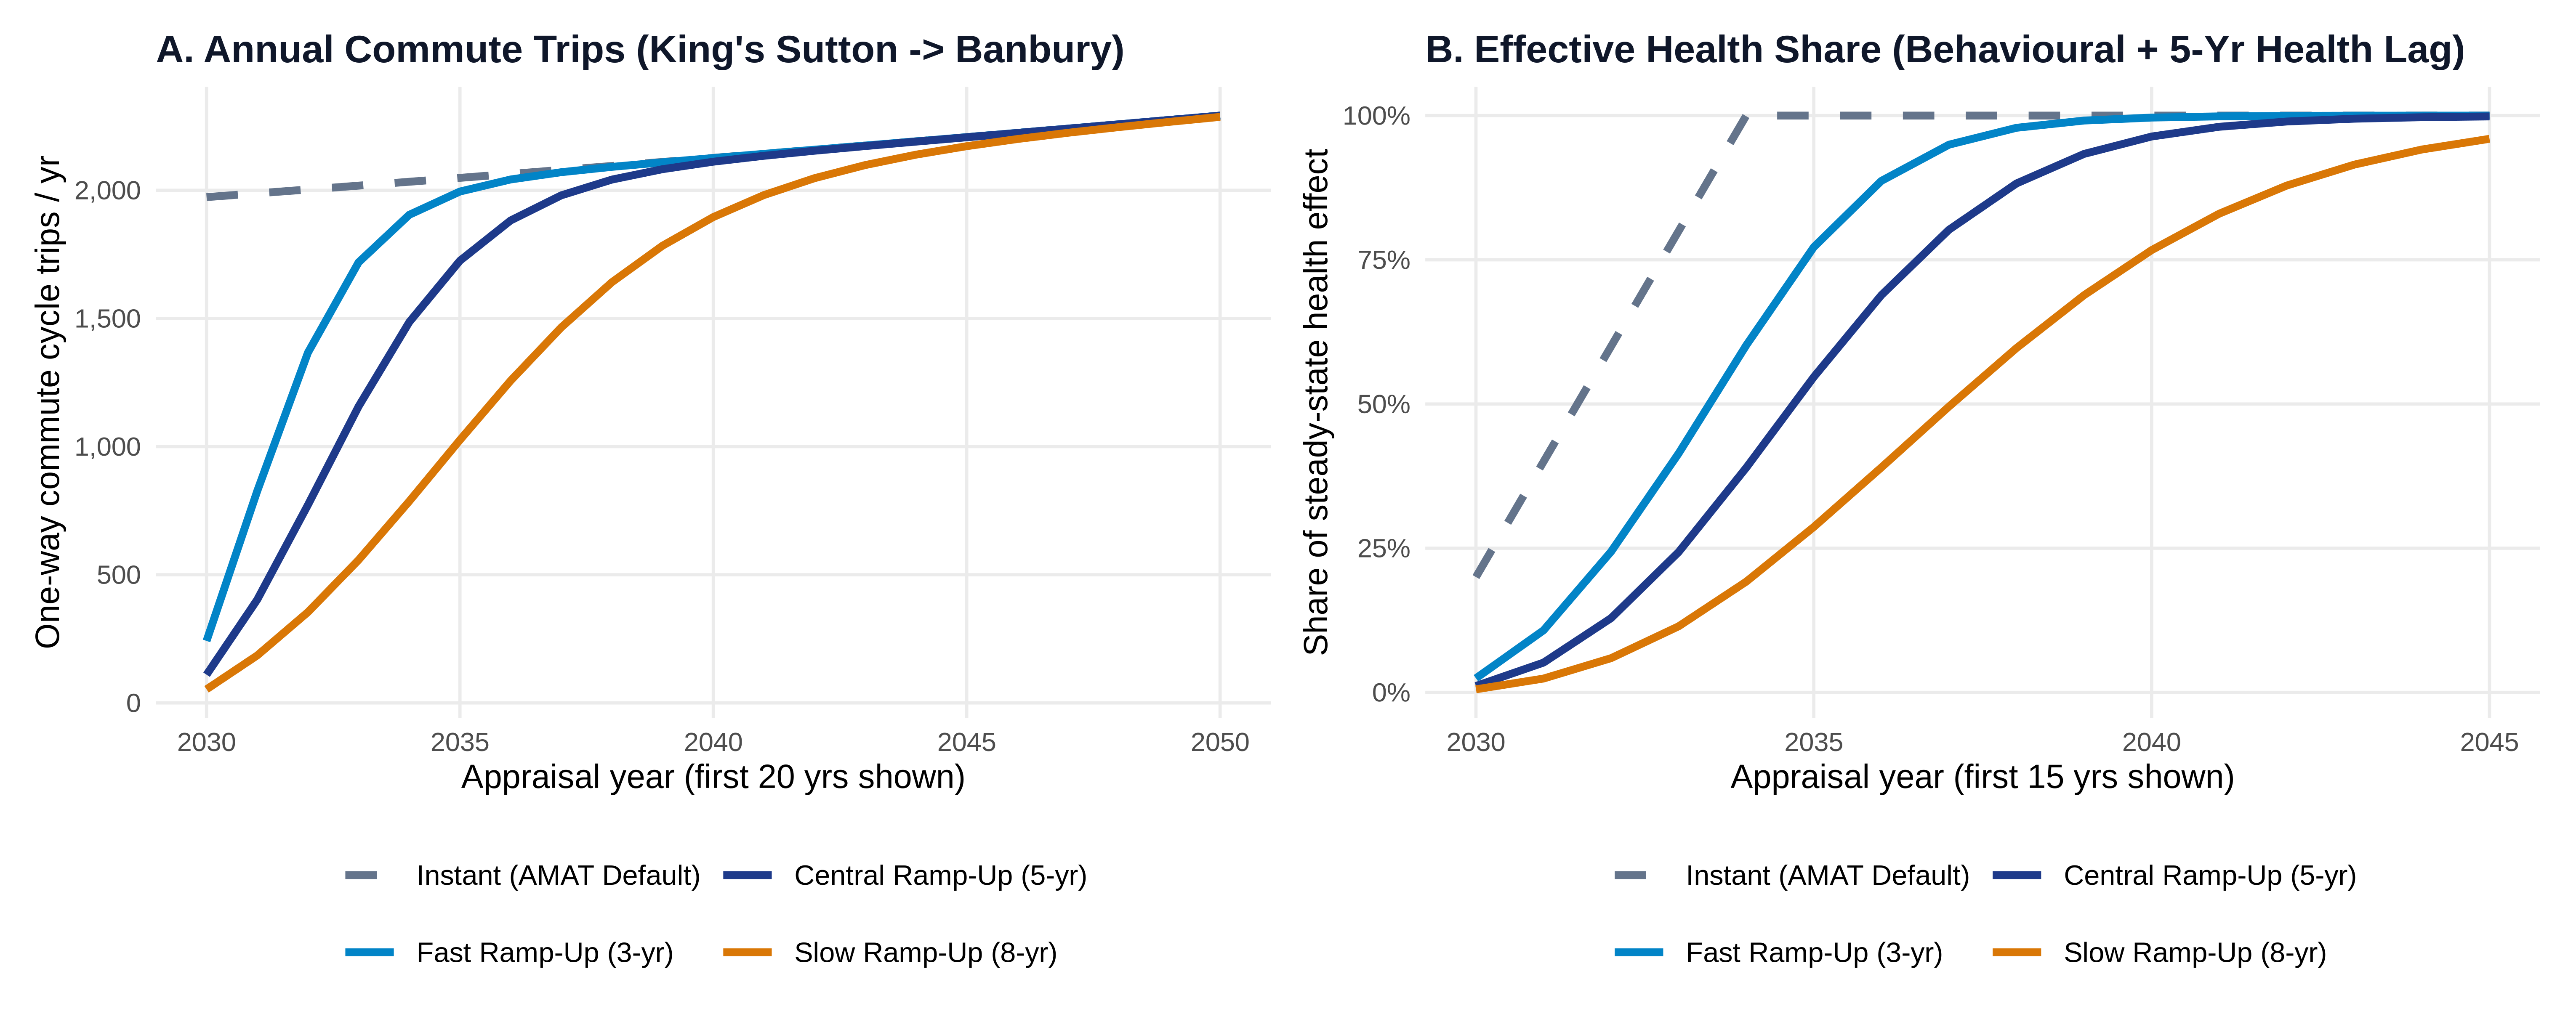 A. Annual Commute Trips (King's Sutton -> Banbury)
One-way commute cycle trips / yr
2,000
1,500
1,000
500
0
2030
2035
2040
2045
2050
Appraisal year (first 20 yrs shown)
Instant (AMAT Default)
Central Ramp-Up (5-yr)
Fast Ramp-Up (3-yr)
Slow Ramp-Up (8-yr)
B. Effective Health Share (Behavioural + 5-Yr Health Lag)
Share of steady-state health effect
100%
75%
50%
25%
0%
2030
2035
2040
2045
Appraisal year (first 15 yrs shown)
Instant (AMAT Default)
Central Ramp-Up (5-yr)
Fast Ramp-Up (3-yr)
Slow Ramp-Up (8-yr)